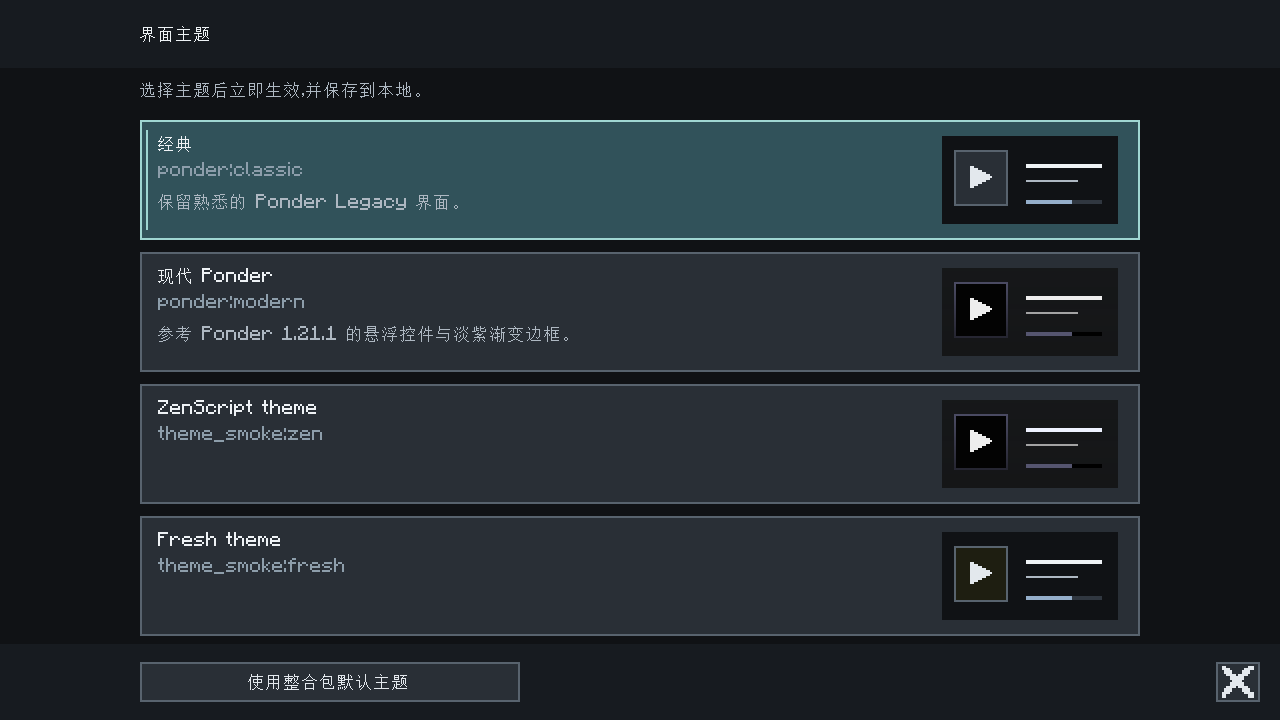 界面主题
选择主题后立即生效,并保存到本地。
经典
ponder:classic
保留熟悉的 Ponder Legacy 界面。
现代 Ponder
ponder:modern
参考 Ponder 1.21.1 的悬浮控件与淡紫渐变边框。
ZenScript theme
theme_smoke:zen
Fresh theme
theme_smoke:fresh
使用整合包默认主题